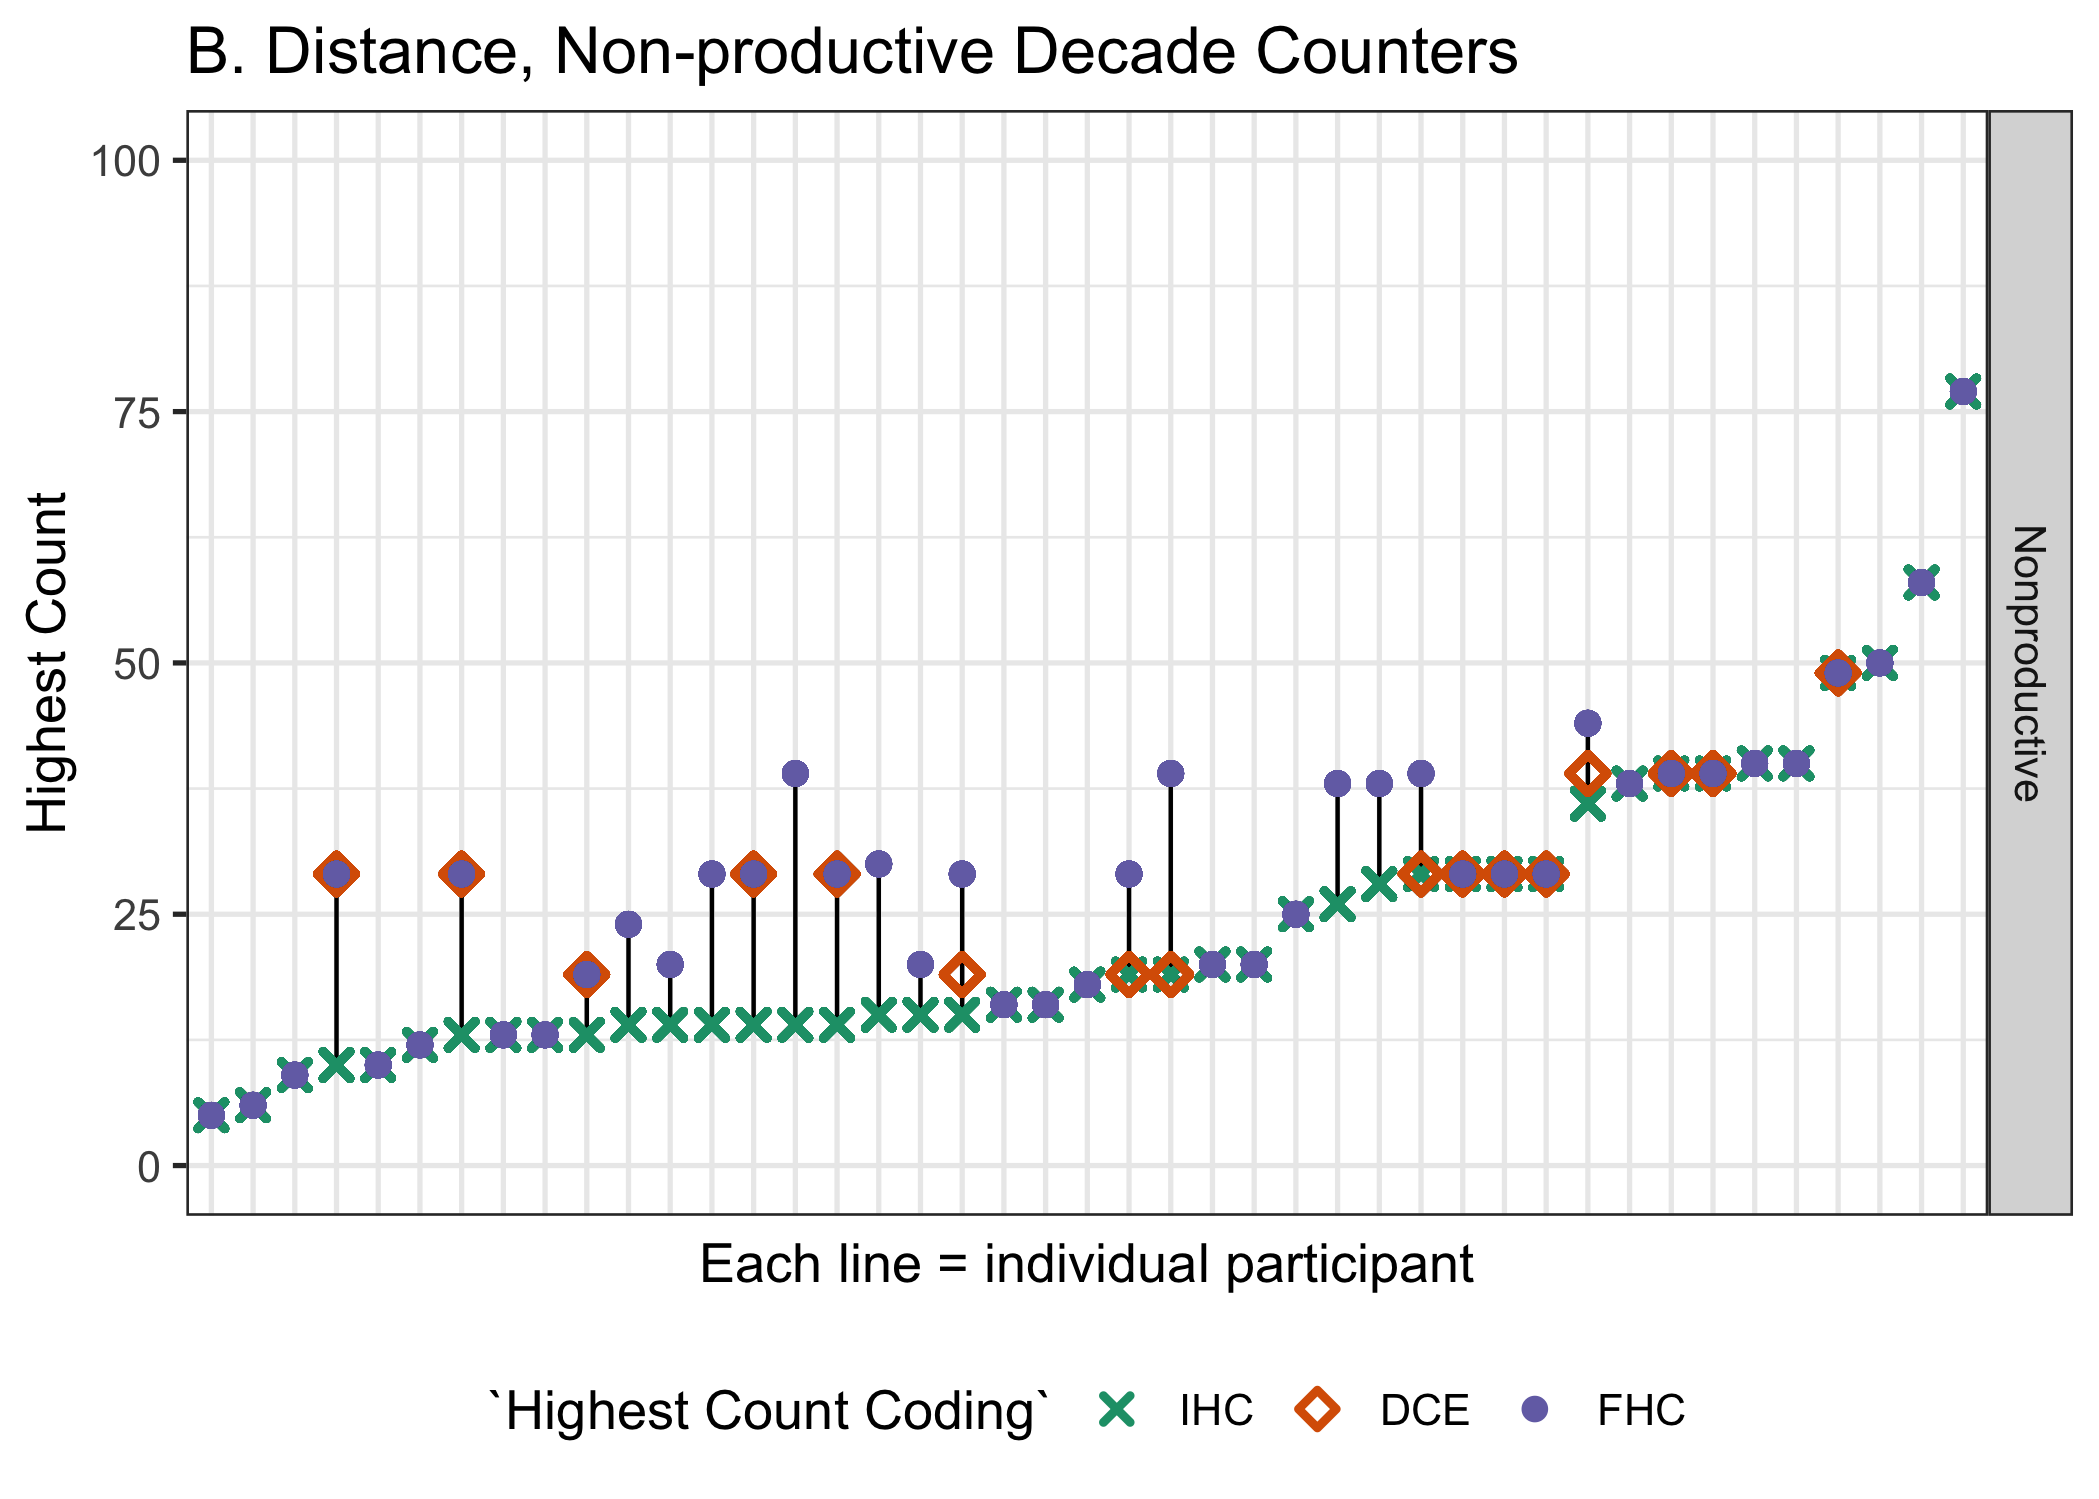 B. Distance, Non-productive Decade Counters
100
75
50
25
0
Highest Count
Nonproductive
Each line = individual participant
`Highest Count Coding` IHC DCE FHC